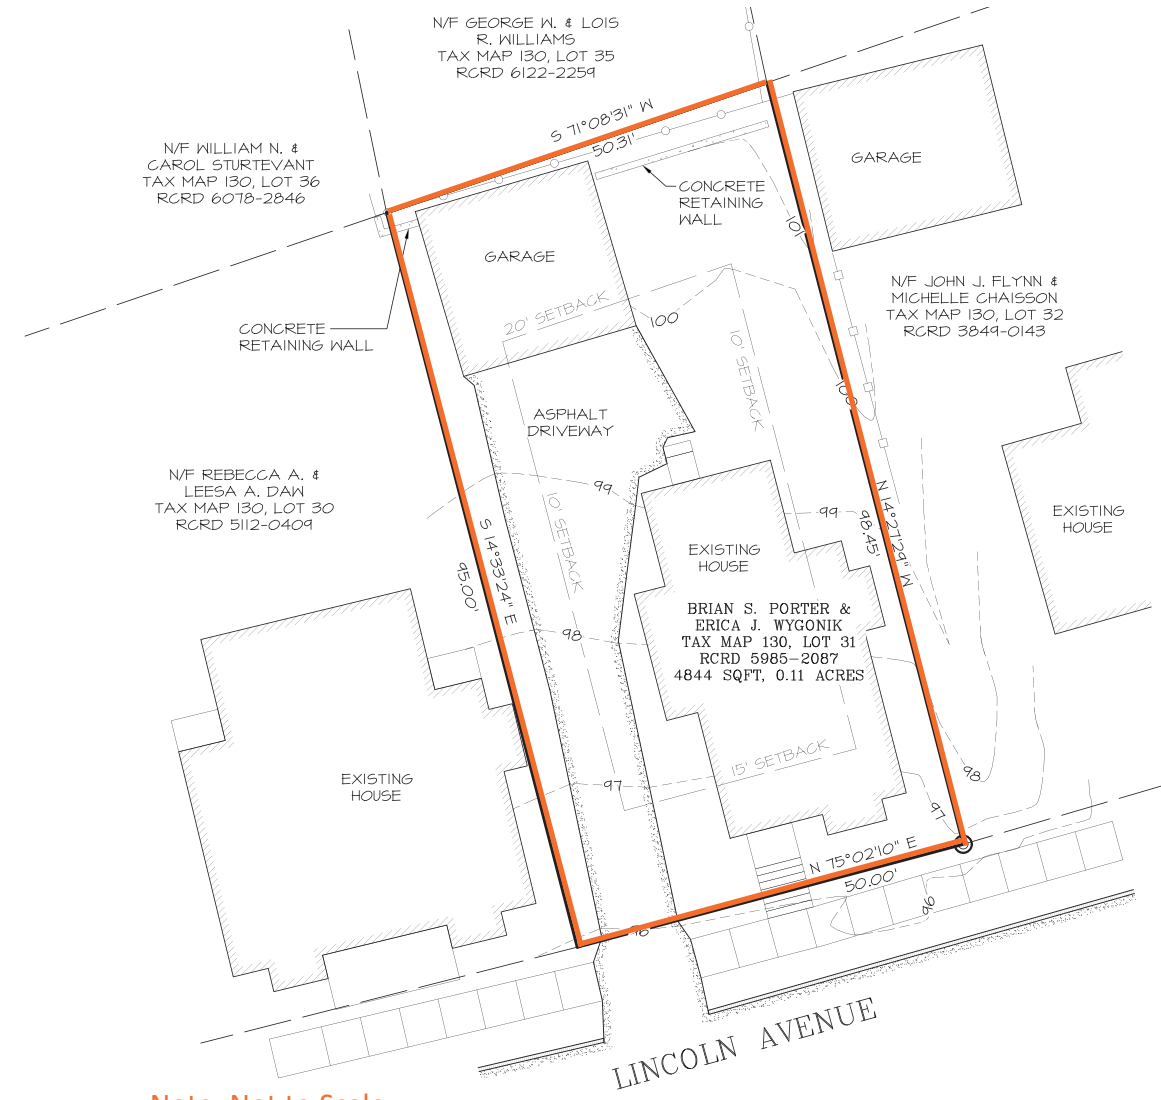 N/F GEORGE W. & LOIS
R. WILLIAMS
TAX MAP 130, LOT 35
RCRD 6122-2259
S 71°08'31" W
50.31'
N/F WILLIAM N. &
CAROL STURTEVANT
TAX MAP 130, LOT 36
RCRD 6078-2846
GARAGE
CONCRETE
RETAINING
WALL
101
GARAGE
N/F JOHN J. FLYNN &
MICHELLE CHAISSON
TAX MAP 130, LOT 32
RCRD 3849-0143
20' SETBACK
100
CONCRETE
RETAINING WALL
10' SETBACK
100
ASPHALT
DRIVEWAY
N/F REBECCA A. &
LEESA A. DAW
TAX MAP 130, LOT 30
RCRD 5112-0409
99
10' SETBACK
99
N 14°27'29" W
98.45'
EXISTING
HOUSE
EXISTING
HOUSE
S 14°33'24" E
95.00'
BRIAN S. PORTER &
ERICA J. WYGONIK
TAX MAP 130, LOT 31
RCRD 5985-2087
4844 SQFT, 0.11 ACRES
98
15' SETBACK
98
EXISTING
HOUSE
97
97
N 75°02'10" E
50.00'
96
96
LINCOLN AVENUE
Note: Not to Scale